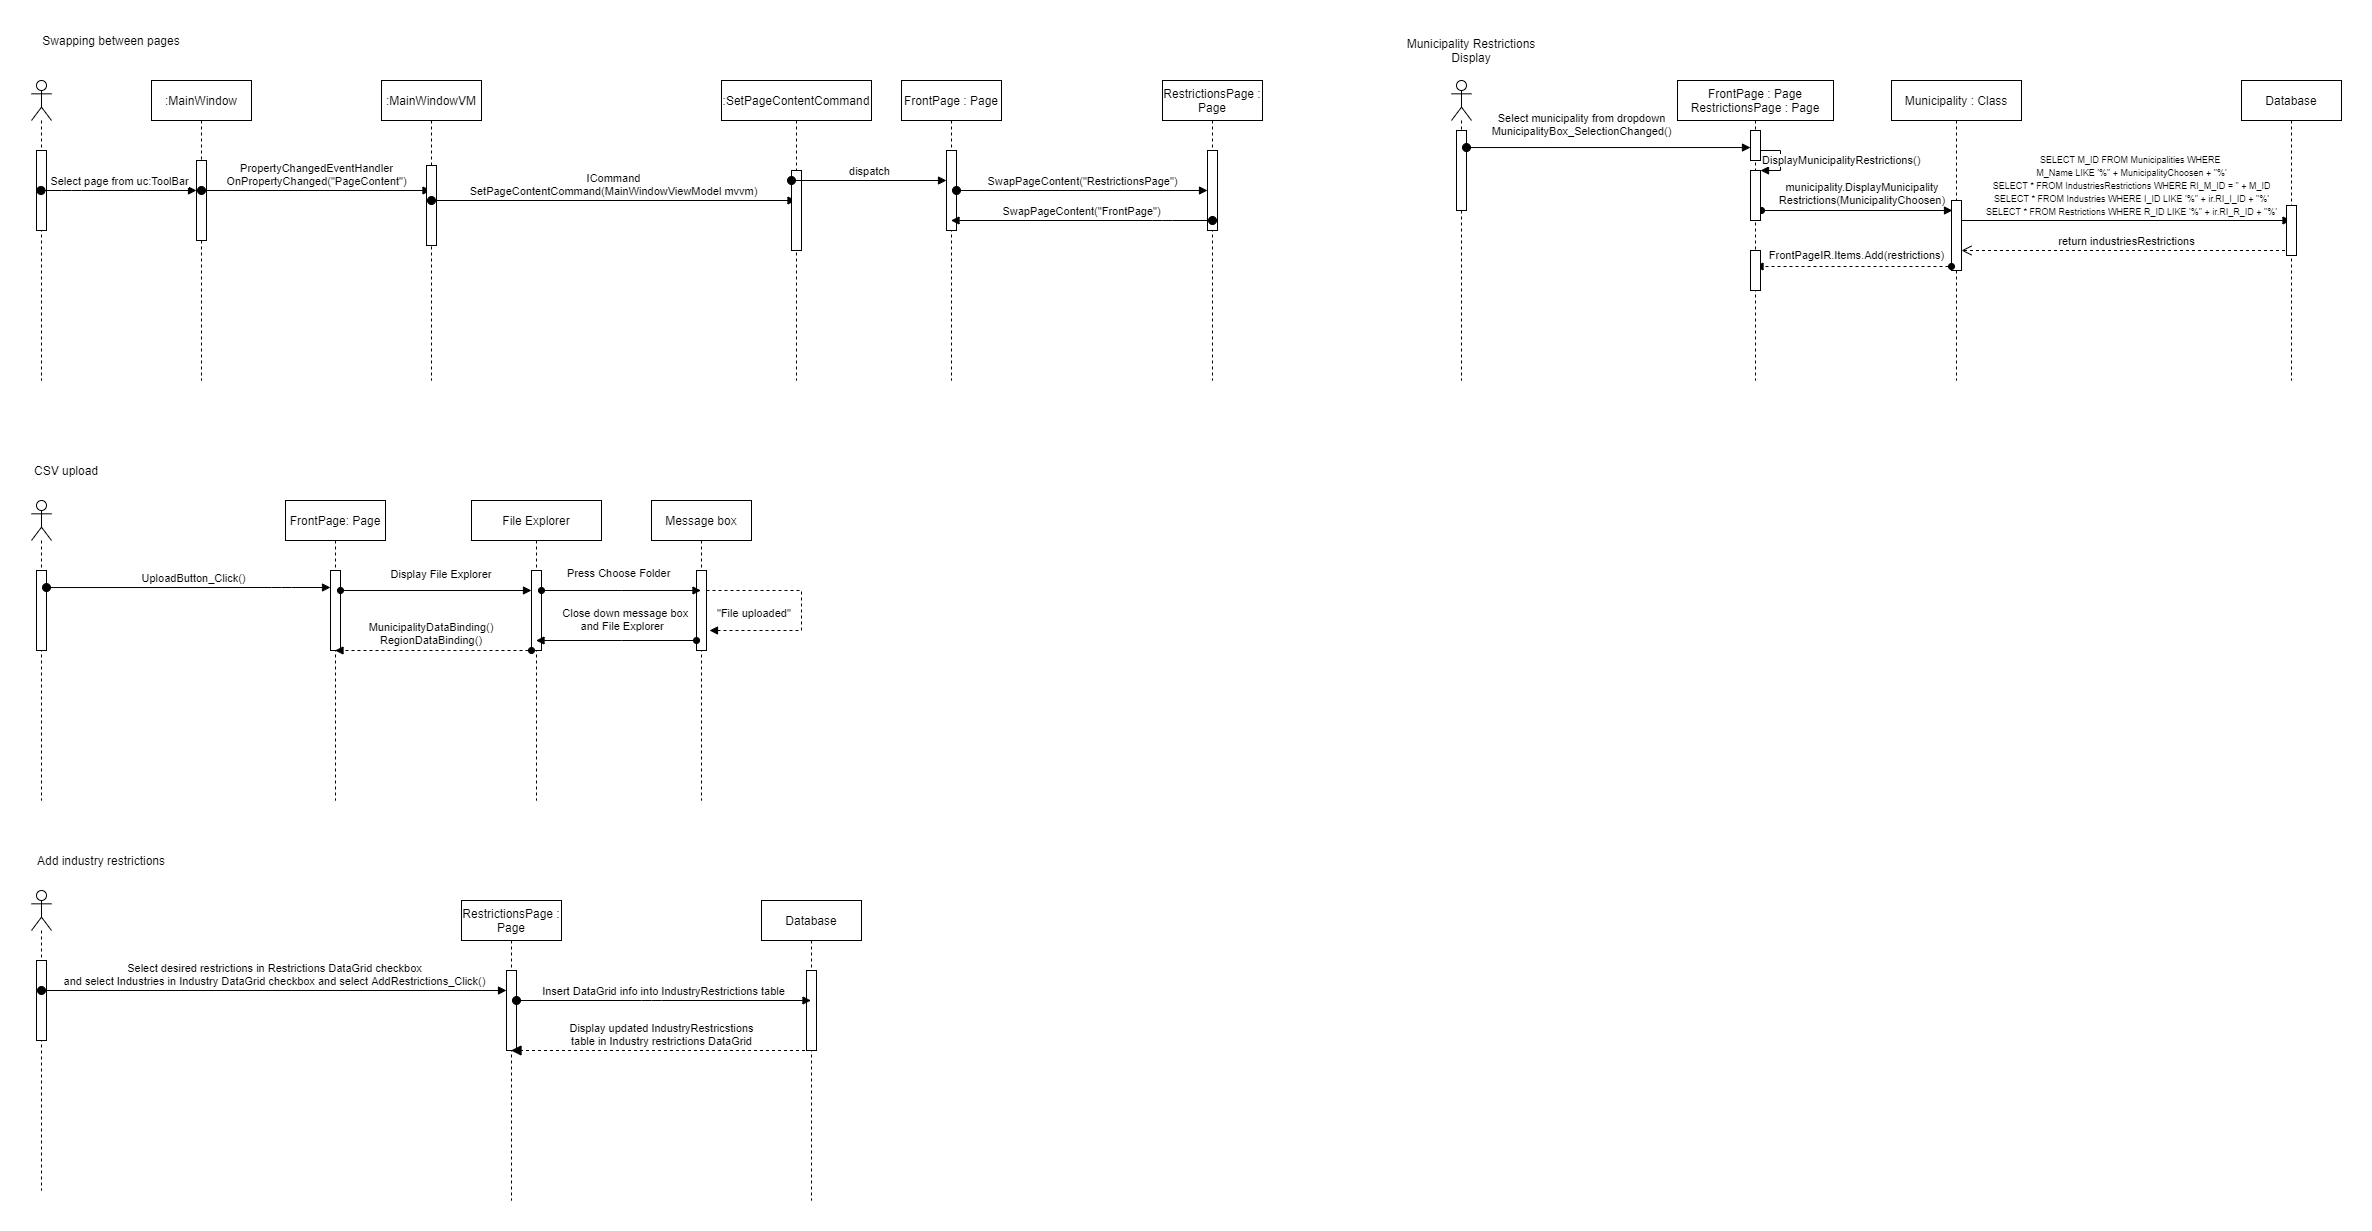 Swapping between pages
:MainWindow
:MainWindowVM
:SetPageContentCommand
FrontPage : Page
RestrictionsPage :
Page
Select page from uc:ToolBar
PropertyChangedEventHandler
OnPropertyChanged("PageContent")
ICommand
SetPageContentCommand(MainWindowViewModel mvvm)
dispatch
SwapPageContent("RestrictionsPage")
SwapPageContent("FrontPage")
Municipality Restrictions
Display
FrontPage : Page
RestrictionsPage : Page
Municipality : Class
Database
Select municipality from dropdown
MunicipalityBox_SelectionChanged()
DisplayMunicipalityRestrictions()
municipality.DisplayMunicipality
Restrictions(MunicipalityChoosen)
SELECT M_ID FROM Municipalities WHERE
M_Name LIKE '%" + MunicipalityChoosen + "%'
SELECT * FROM IndustriesRestrictions WHERE RI_M_ID = " + M_ID
SELECT * FROM Industries WHERE I_ID LIKE '%" + ir.RI_I_ID + "%'
SELECT * FROM Restrictions WHERE R_ID LIKE '%" + ir.RI_R_ID + "%'
return industriesRestrictions
FrontPageIR.Items.Add(restrictions)
CSV upload
FrontPage: Page
File Explorer
Message box
UploadButton_Click()
Display File Explorer
Press Choose Folder
"File uploaded"
Close down message box
and File Explorer
MunicipalityDataBinding()
RegionDataBinding()
Add industry restrictions
RestrictionsPage :
Page
Database
Select desired restrictions in Restrictions DataGrid checkbox
and select Industries in Industry DataGrid checkbox and select AddRestrictions_Click()
Insert DataGrid info into IndustryRestrictions table
Display updated IndustryRestricstions
table in Industry restrictions DataGrid